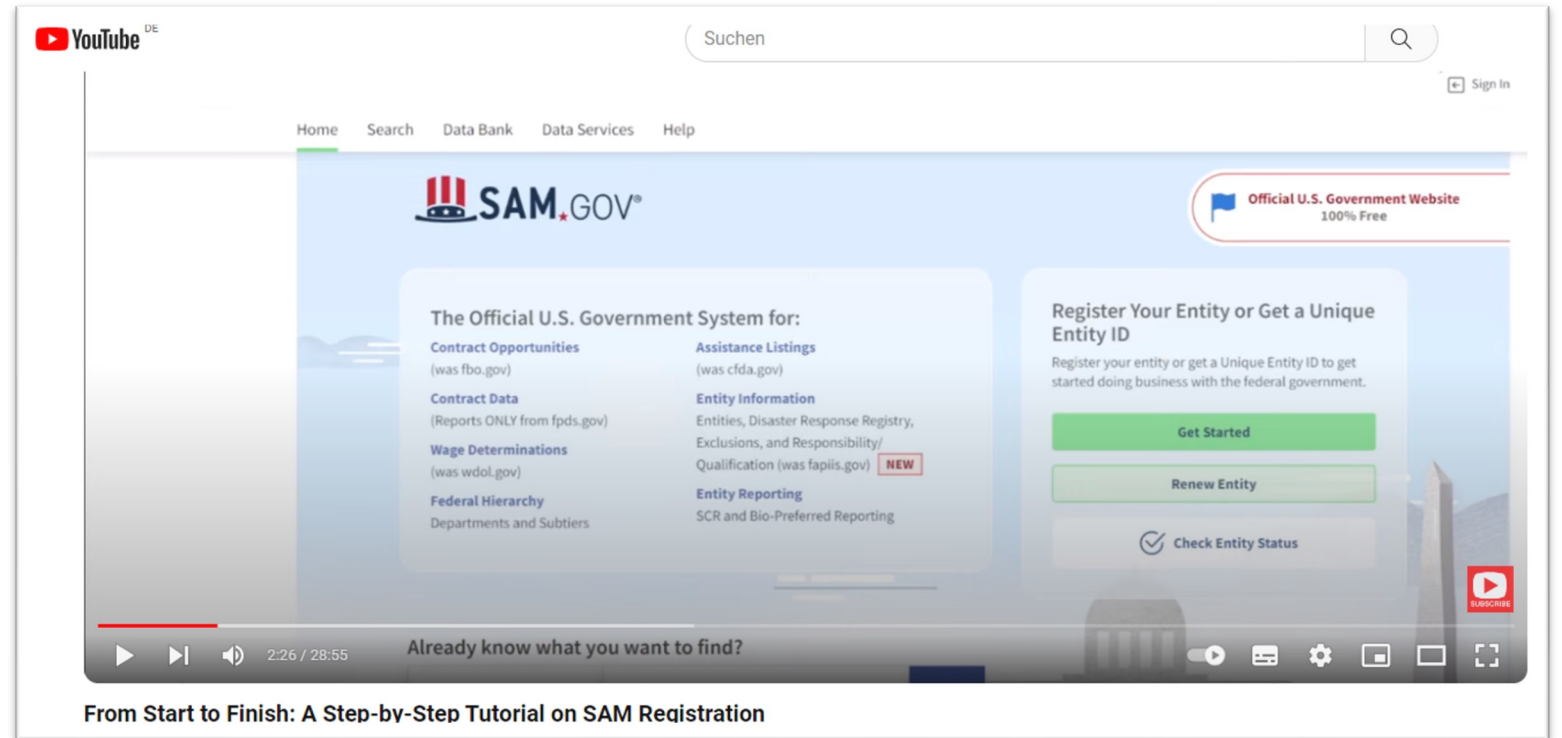 YouTube DE
Suchen
Sign In
Home Search Data Bank Data Services Help
SAM.GOV®
Official U.S. Government Website
100% Free
The Official U.S. Government System for:
Contract Opportunities
(was fbo.gov)
Contract Data
(Reports ONLY from fpds.gov)
Wage Determinations
(was wdol.gov)
Federal Hierarchy
Departments and Subtiers
Assistance Listings
(was cfda.gov)
Entity Information
Entities, Disaster Response Registry,
Exclusions, and Responsibility/
Qualification (was fapiis.gov) NEW
Entity Reporting
SCR and Bio-Preferred Reporting
Register Your Entity or Get a Unique
Entity ID
Register your entity or get a Unique Entity ID to get
started doing business with the federal government.
Get Started
Renew Entity
Check Entity Status
SUBSCRIBE
Already know what you want to find?
2:26 / 28:55
From Start to Finish: A Step-by-Step Tutorial on SAM Registration